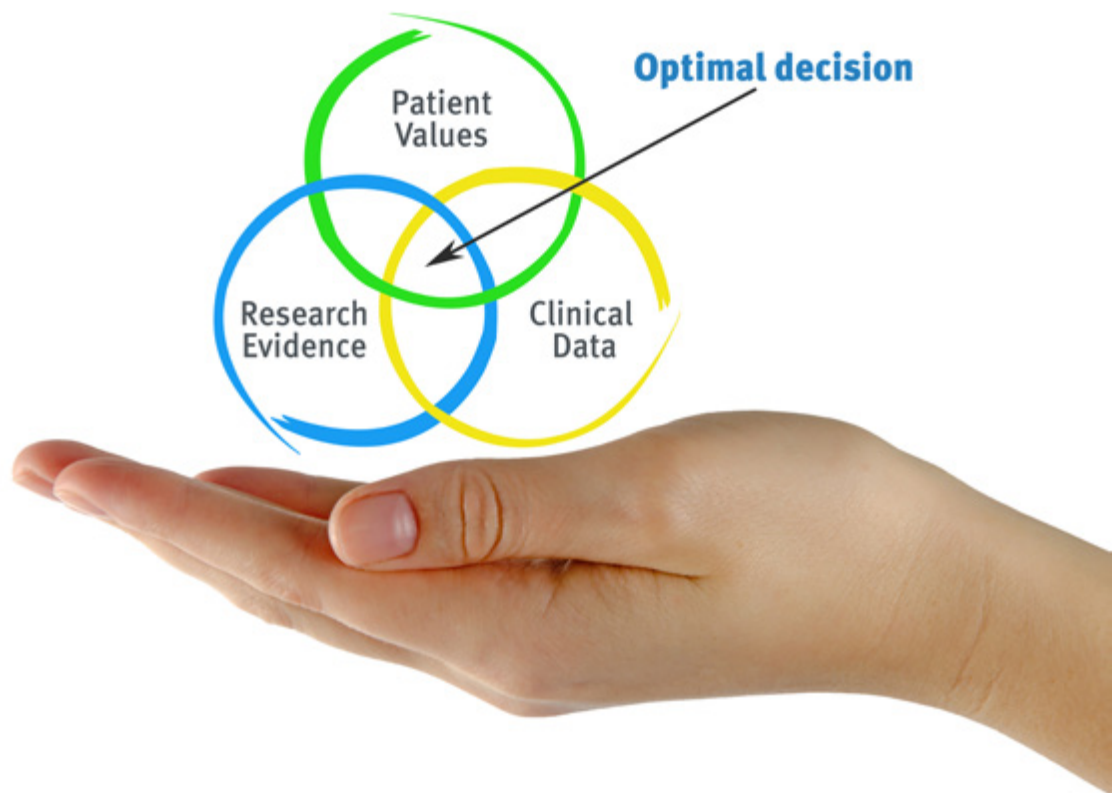 Optimal decision
Patient
Values
Research
Evidence
Clinical
Data